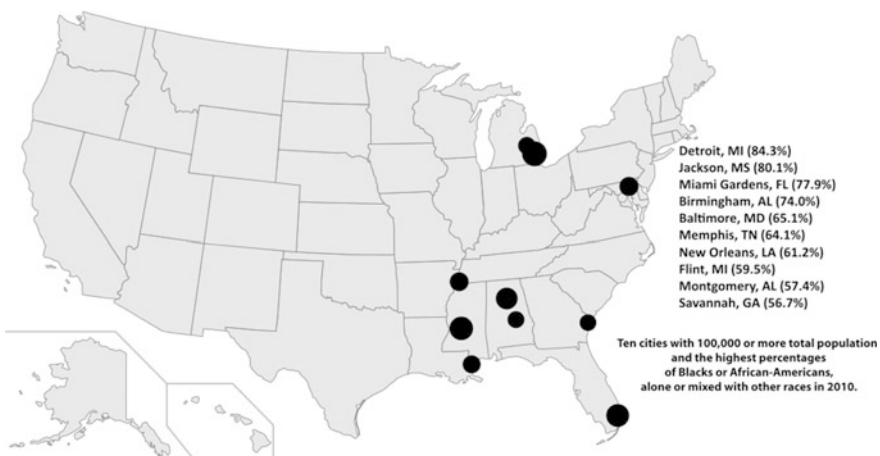 Detroit, MI (84.3%)
Jackson, MS (80.1%)
Miami Gardens, FL (77.9%)
Birmingham, AL (74.0%)
Baltimore, MD (65.1%)
Memphis, TN (64.1%)
New Orleans, LA (61.2%)
Flint, MI (59.5%)
Montgomery, AL (57.4%)
Savannah, GA (56.7%)
Ten cities with 100,000 or more total population
and the highest percentages
of Blacks or African-Americans,
alone or mixed with other races in 2010.